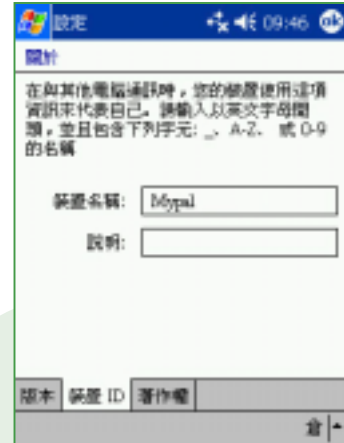 設定 09:46 ok
關於
在與其他電腦通訊時，您的裝置使用這項
資訊來代表自己。請輸入以英文字母開
頭，並且包含下列字元: _、A-Z、 或 0-9
的名稱
裝置名稱: Mypal
說明:
版本 裝置 ID 著作權
倉